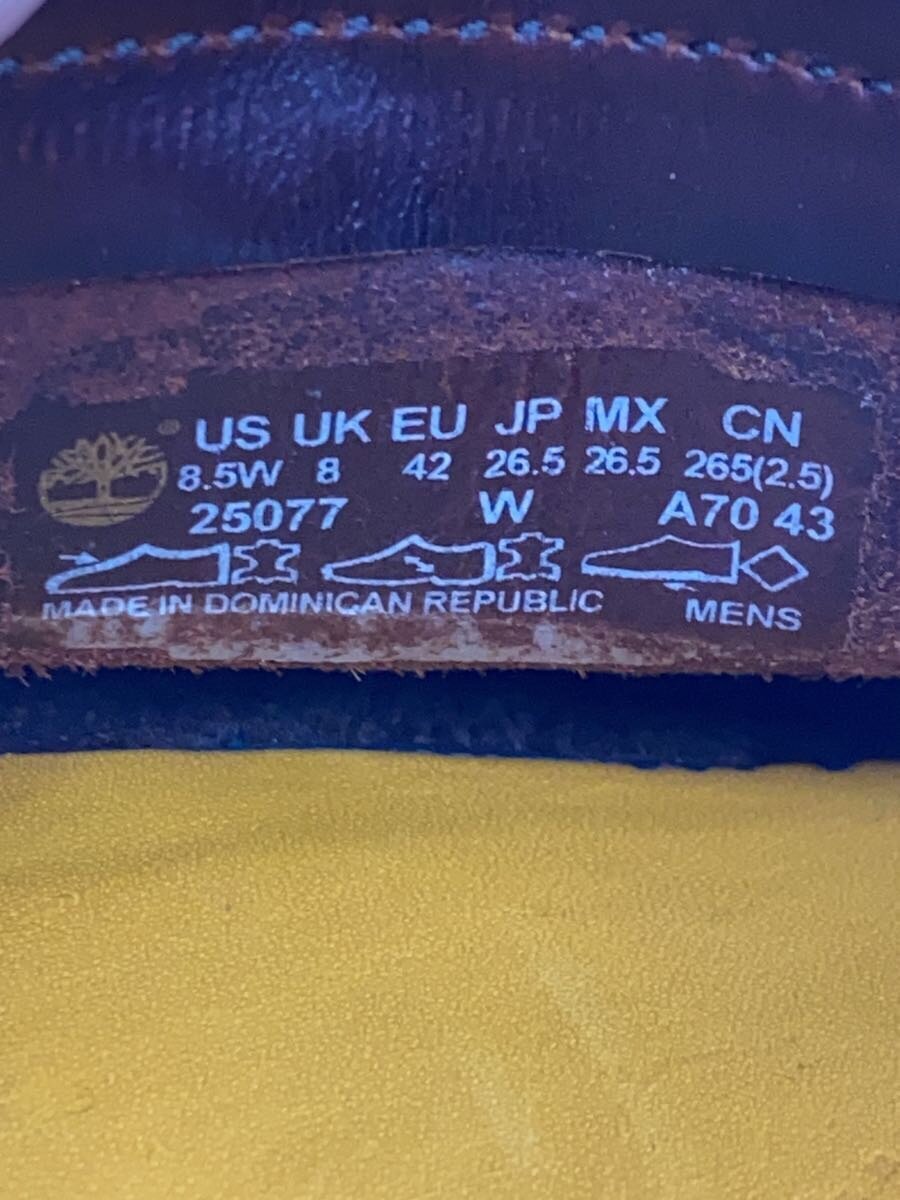 ® US UK EU JP MX CN
8.5W 8 42 26.5 26.5 265(2.5)
25077 W A70 43
MADE IN DOMINICAN REPUBLIC MENS